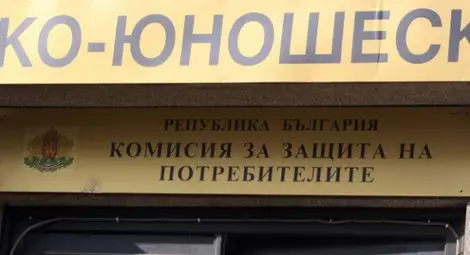 КО-ЮНОШЕСК
РЕПУБЛИКА БЪЛГАРИЯ
КОМИСИЯ ЗА ЗАЩИТА НА
ПОТРЕБИТЕЛИТЕ